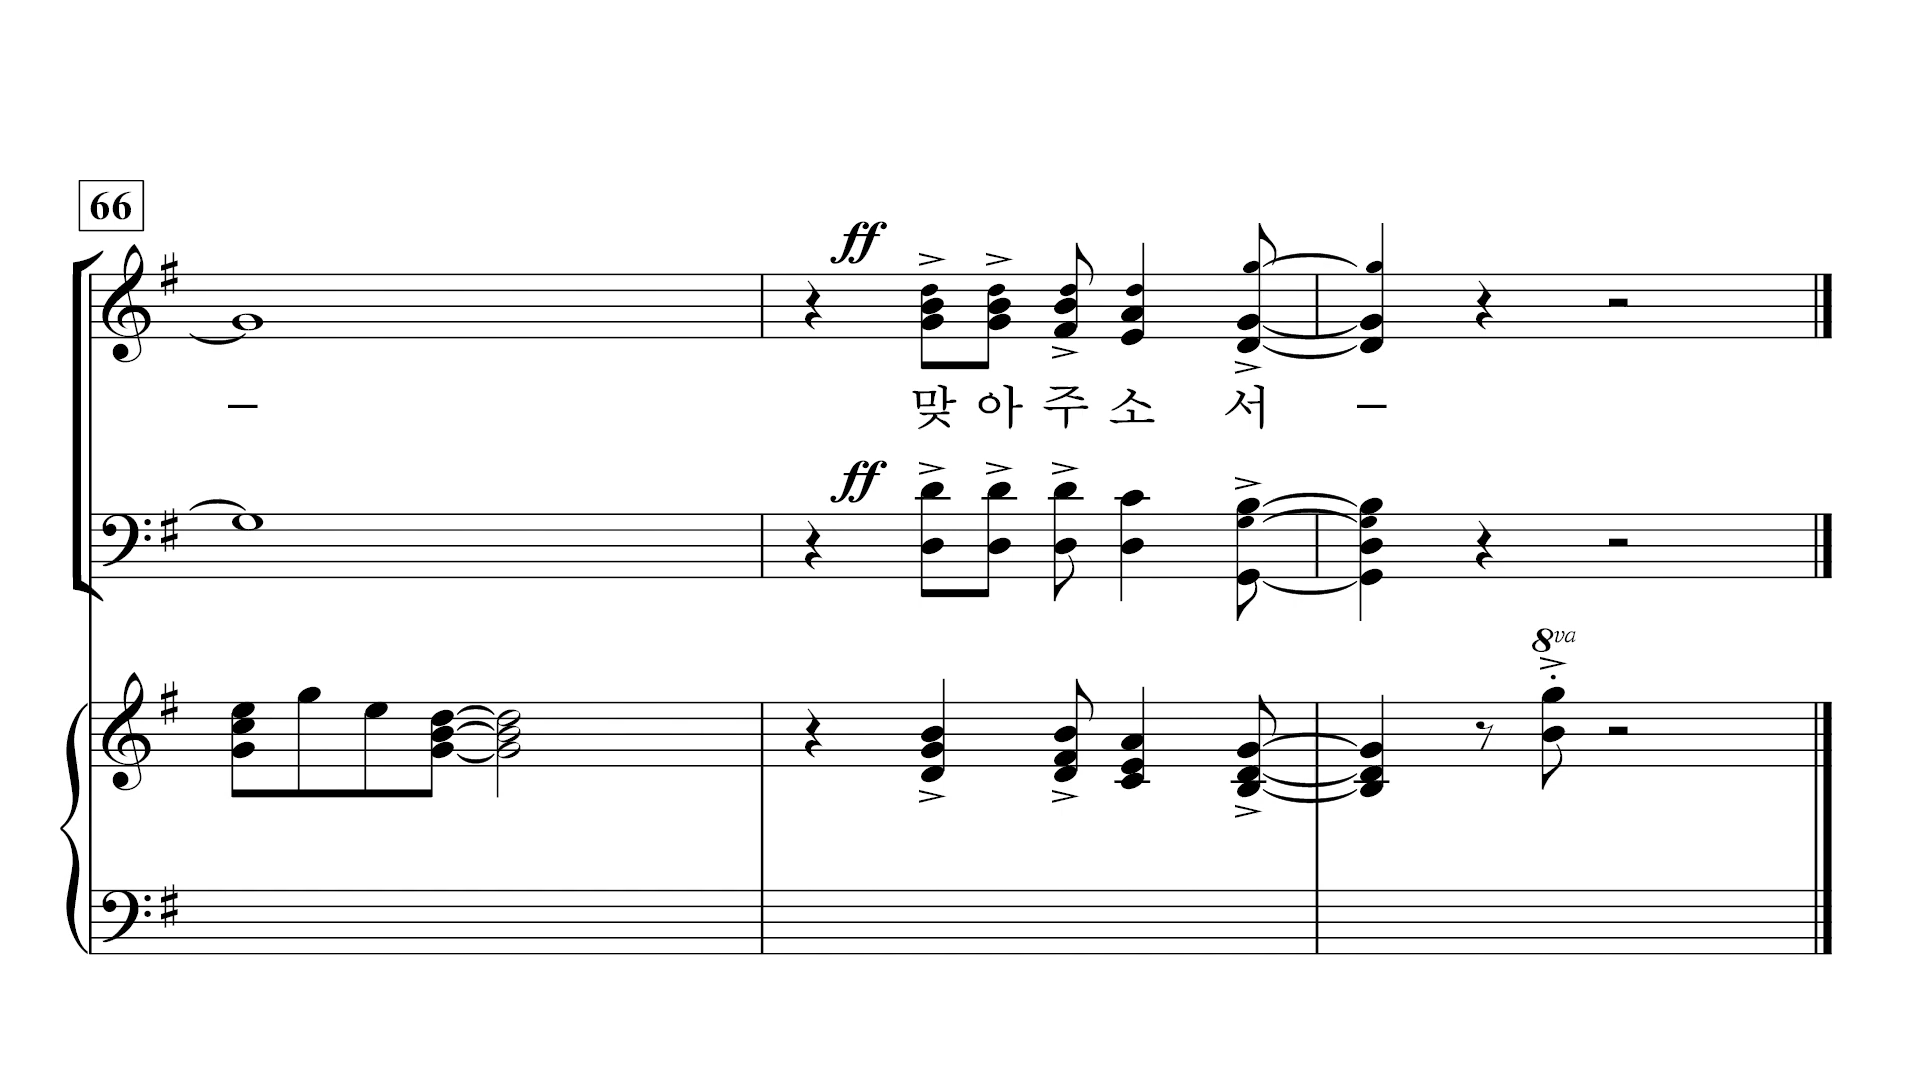 66
ff
– 맞 아 주 소 서 –
ff
8va